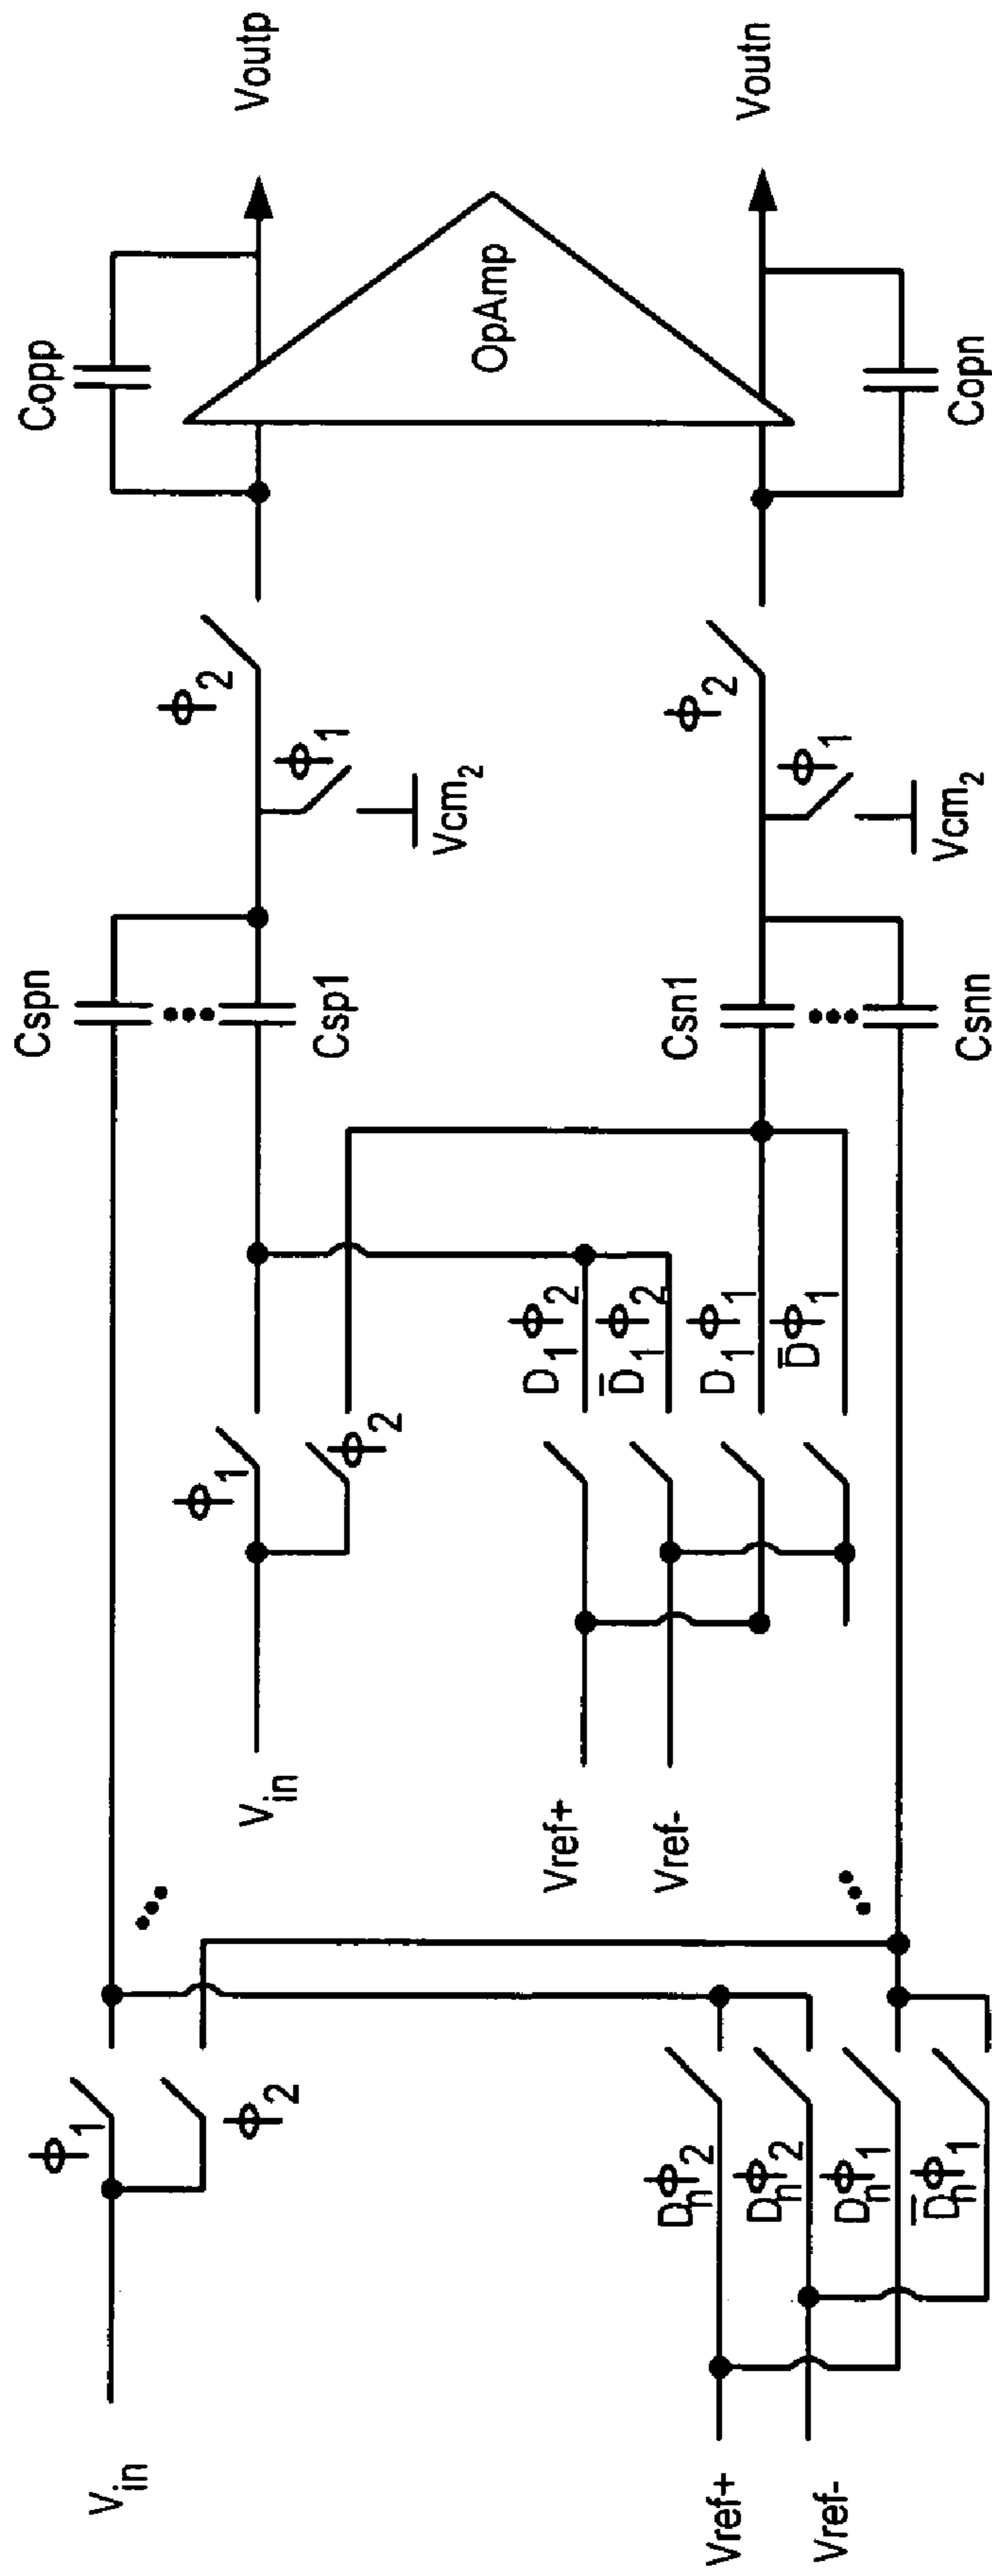 Copp
Voutp
Cspn
ϕ2
ϕ1
Vcm2
OpAmp
Csp1
Vin
ϕ1
ϕ2
Vin
ϕ1
ϕ2
Vref+
Vref-
D1ϕ2
D̅1ϕ2
D1ϕ1
D̅ϕ1
Csn1
Csnn
ϕ2
ϕ1
Vcm2
Voutn
Copn
Vref+
Vref-
Dnϕ2
Dnϕ2
Dnϕ1
D̅nϕ1